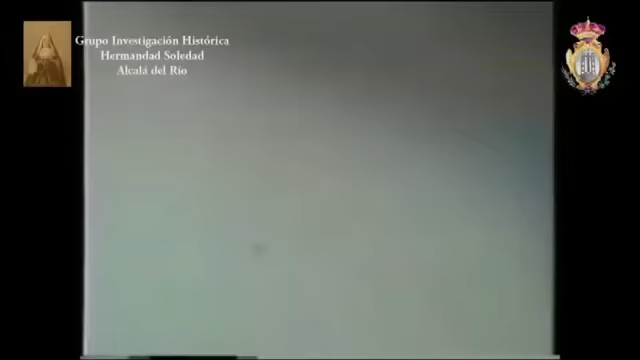 Grupo Investigación Histórica
Hermandad Soledad
Alcalá del Río